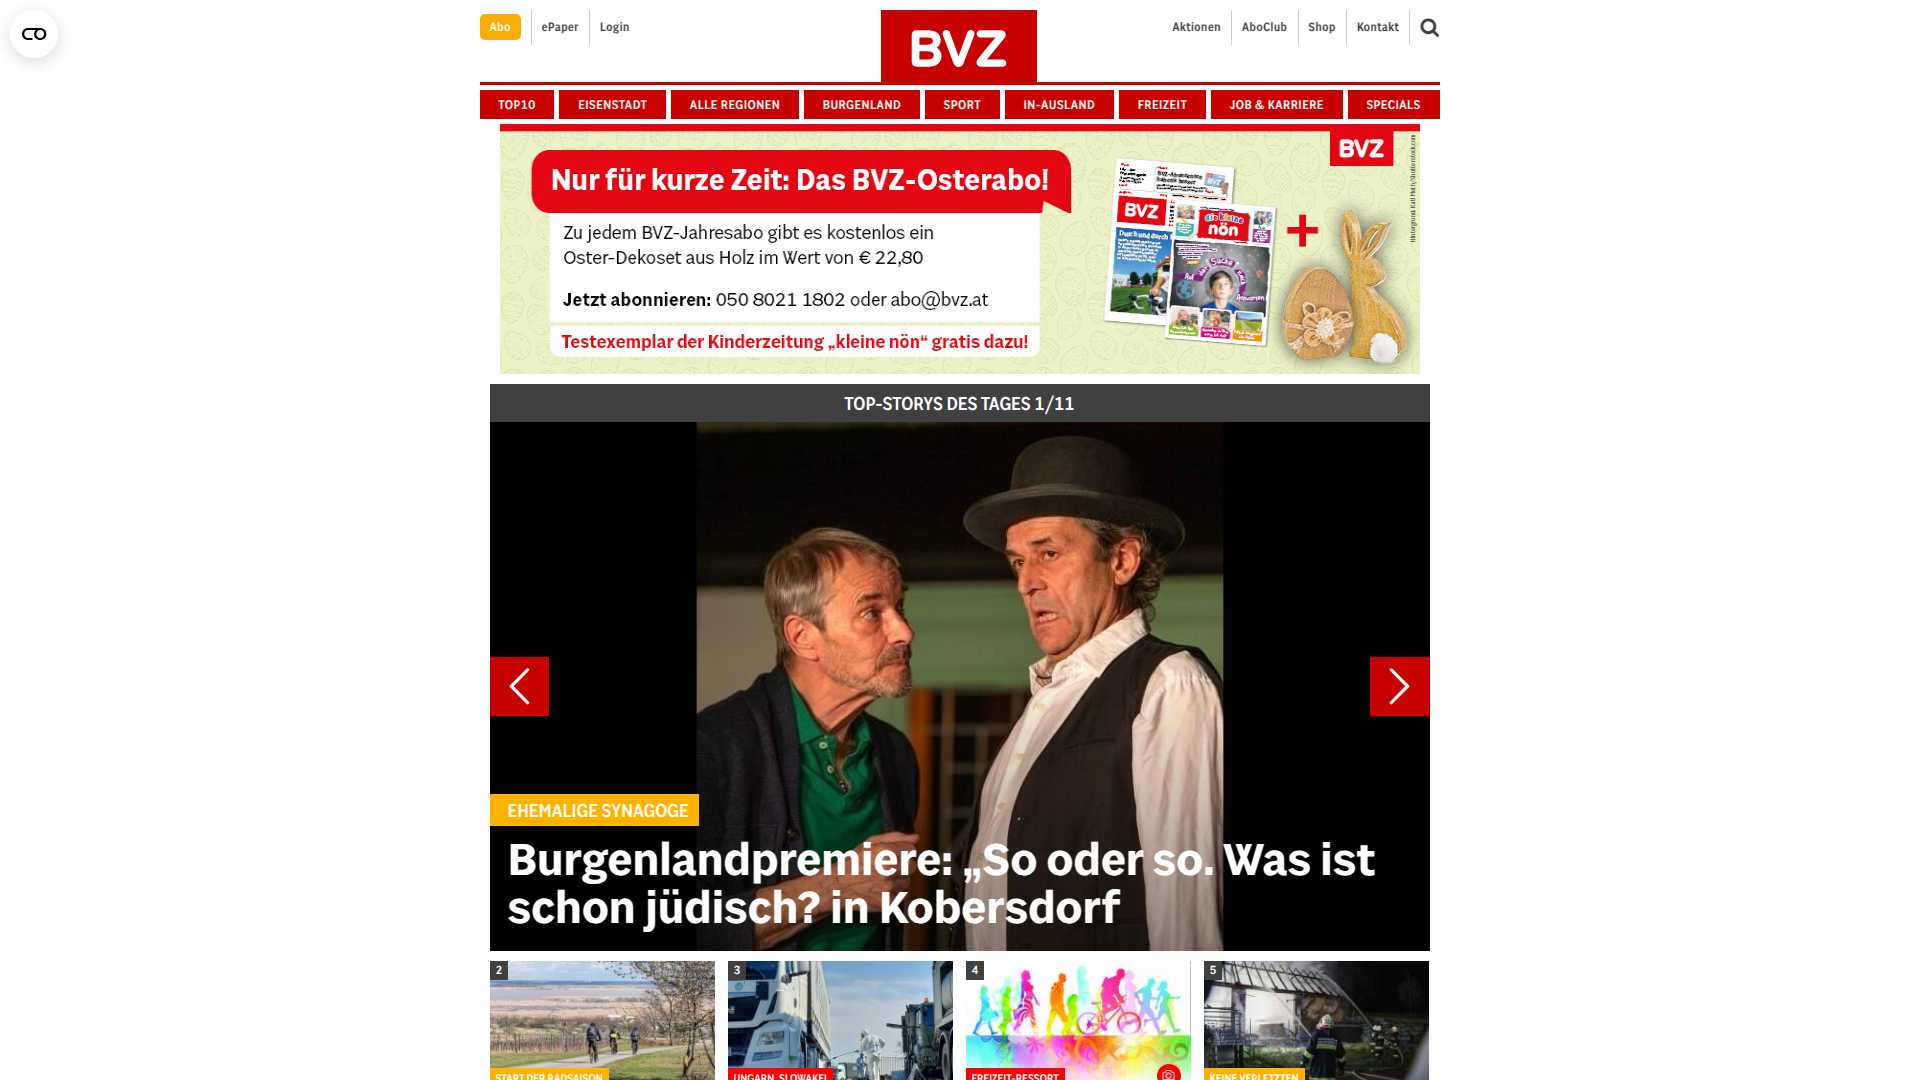 Abo
ePaper
Login
BVZ
Aktionen
AboClub
Shop
Kontakt
TOP10
EISENSTADT
ALLE REGIONEN
BURGENLAND
SPORT
IN-AUSLAND
FREIZEIT
JOB & KARRIERE
SPECIALS
Nur für kurze Zeit: Das BVZ-Osterabo!
Zu jedem BVZ-Jahresabo gibt es kostenlos ein
Oster-Dekoset aus Holz im Wert von € 22,80
Jetzt abonnieren: 050 8021 1802 oder abo@bvz.at
Testexemplar der Kinderzeitung „kleine nön“ gratis dazu!
BVZ
BVZ
die kleine
nön
+
TOP-STORYS DES TAGES 1/11
EHEMALIGE SYNAGOGE
Burgenlandpremiere: „So oder so. Was ist
schon jüdisch? in Kobersdorf
2
3
4
5
START DER RADSAISON
UNGARN, SLOWAKEI
FREIZEIT-RESSORT
KEINE VERLETZTEN